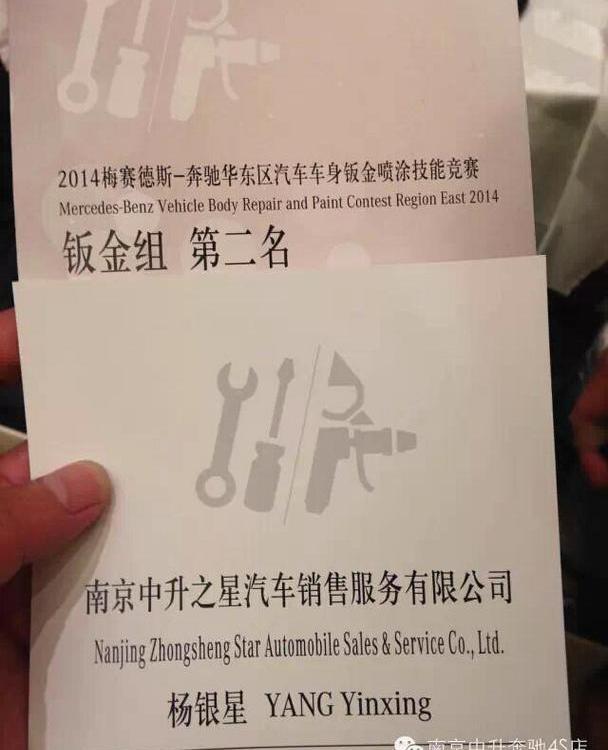 2014梅赛德斯-奔驰华东区汽车车身钣金喷涂技能竞赛
Mercedes-Benz Vehicle Body Repair and Paint Contest Region East 2014
钣金组 第二名
南京中升之星汽车销售服务有限公司
Nanjing Zhongsheng Star Automobile Sales & Service Co., Ltd.
杨银星 YANG Yinxing
南京中升奔驰4S店